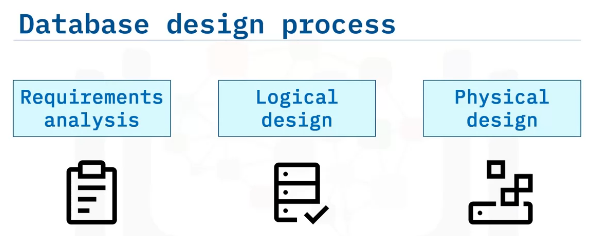 Database design process
Requirements
analysis
Logical
design
Physical
design